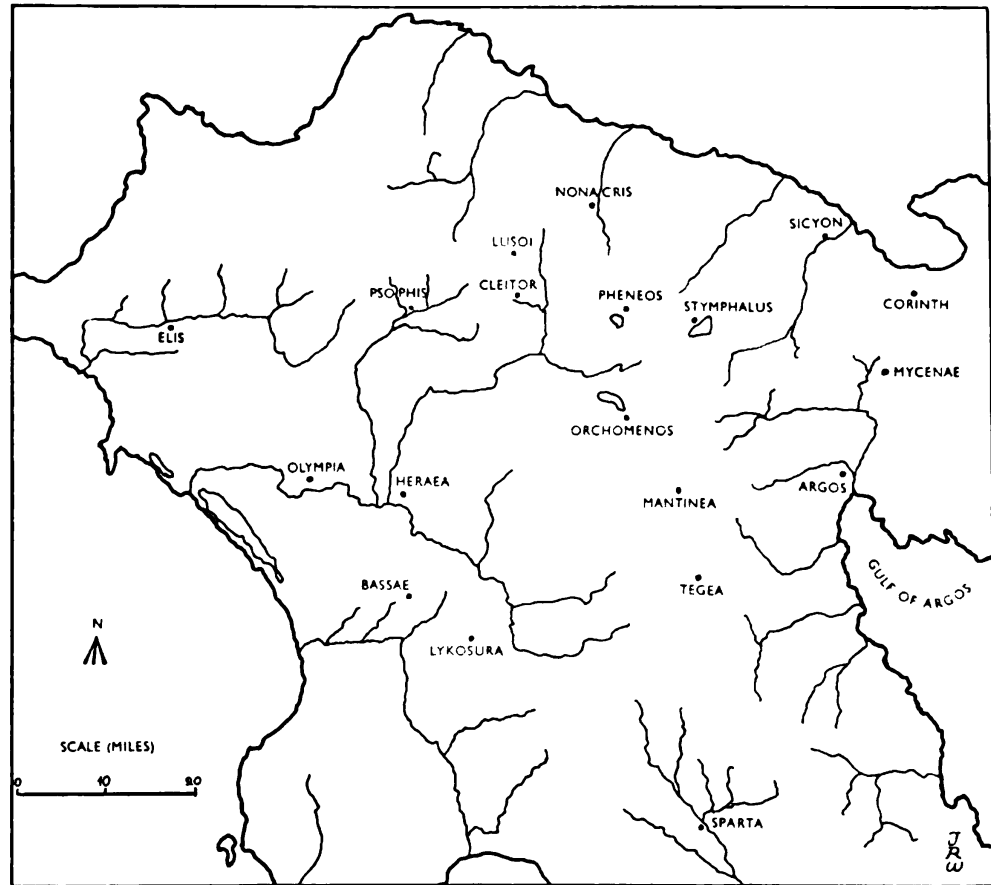 NONACRIS
SICYON
LUSOI
CLEITOR
PSOPHIS
PHENEOS
STYMPHALUS
CORINTH
ELIS
MYCENAE
ORCHOMENOS
OLYMPIA
HERAEA
ARGOS
MANTINEA
GULF OF ARGOS
BASSAE
TEGEA
N
LYKOSURA
SCALE (MILES)
0 10 20
SPARTA
JRW